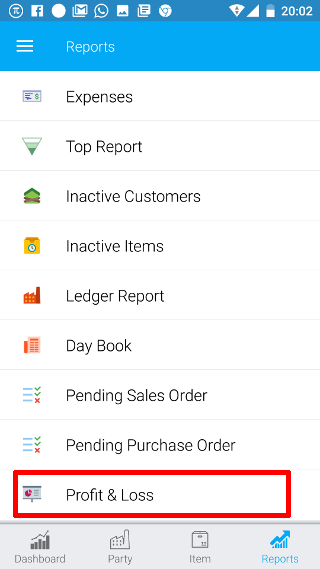 20:02
Reports
Expenses
Top Report
Inactive Customers
Inactive Items
Ledger Report
Day Book
Pending Sales Order
Pending Purchase Order
Profit & Loss
Dashboard
Party
Item
Reports